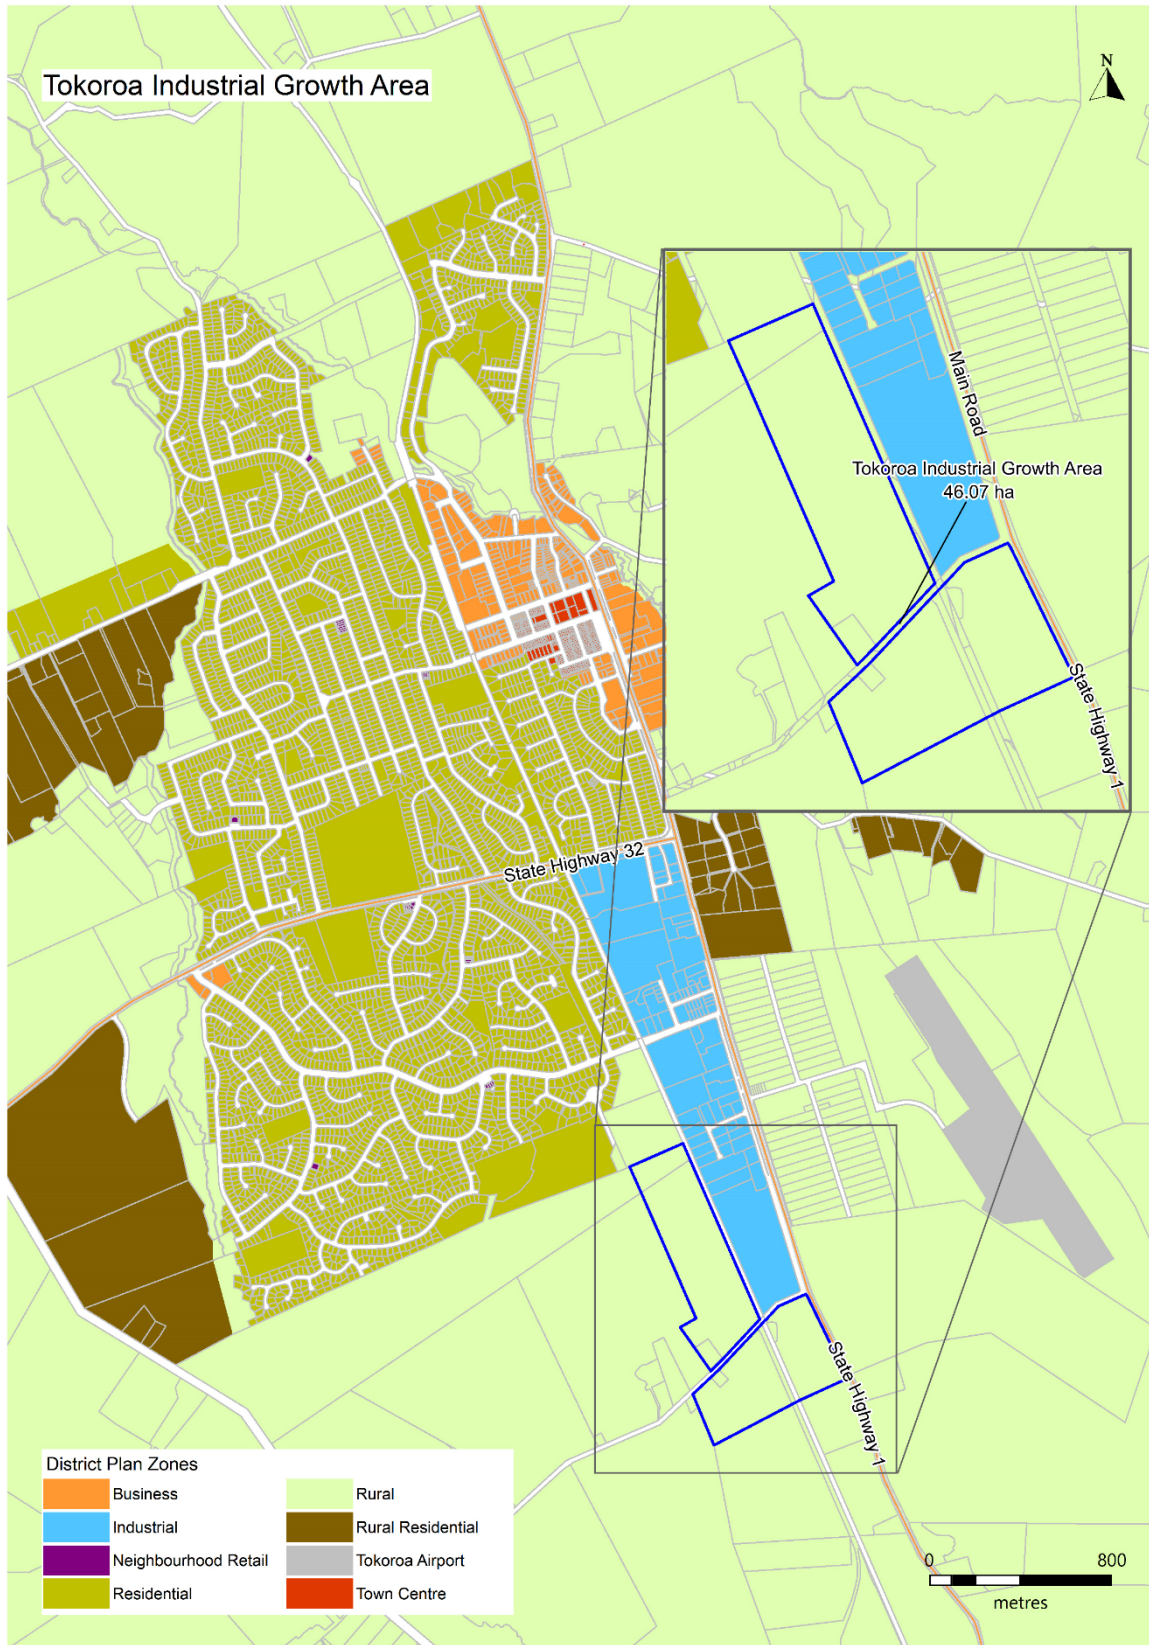 Tokoroa Industrial Growth Area
N
Main Road
Tokoroa Industrial Growth Area
46.07 ha
State Highway 1
State Highway 32
State Highway 1
District Plan Zones
Business
Industrial
Neighbourhood Retail
Residential
Rural
Rural Residential
Tokoroa Airport
Town Centre
0 800
metres